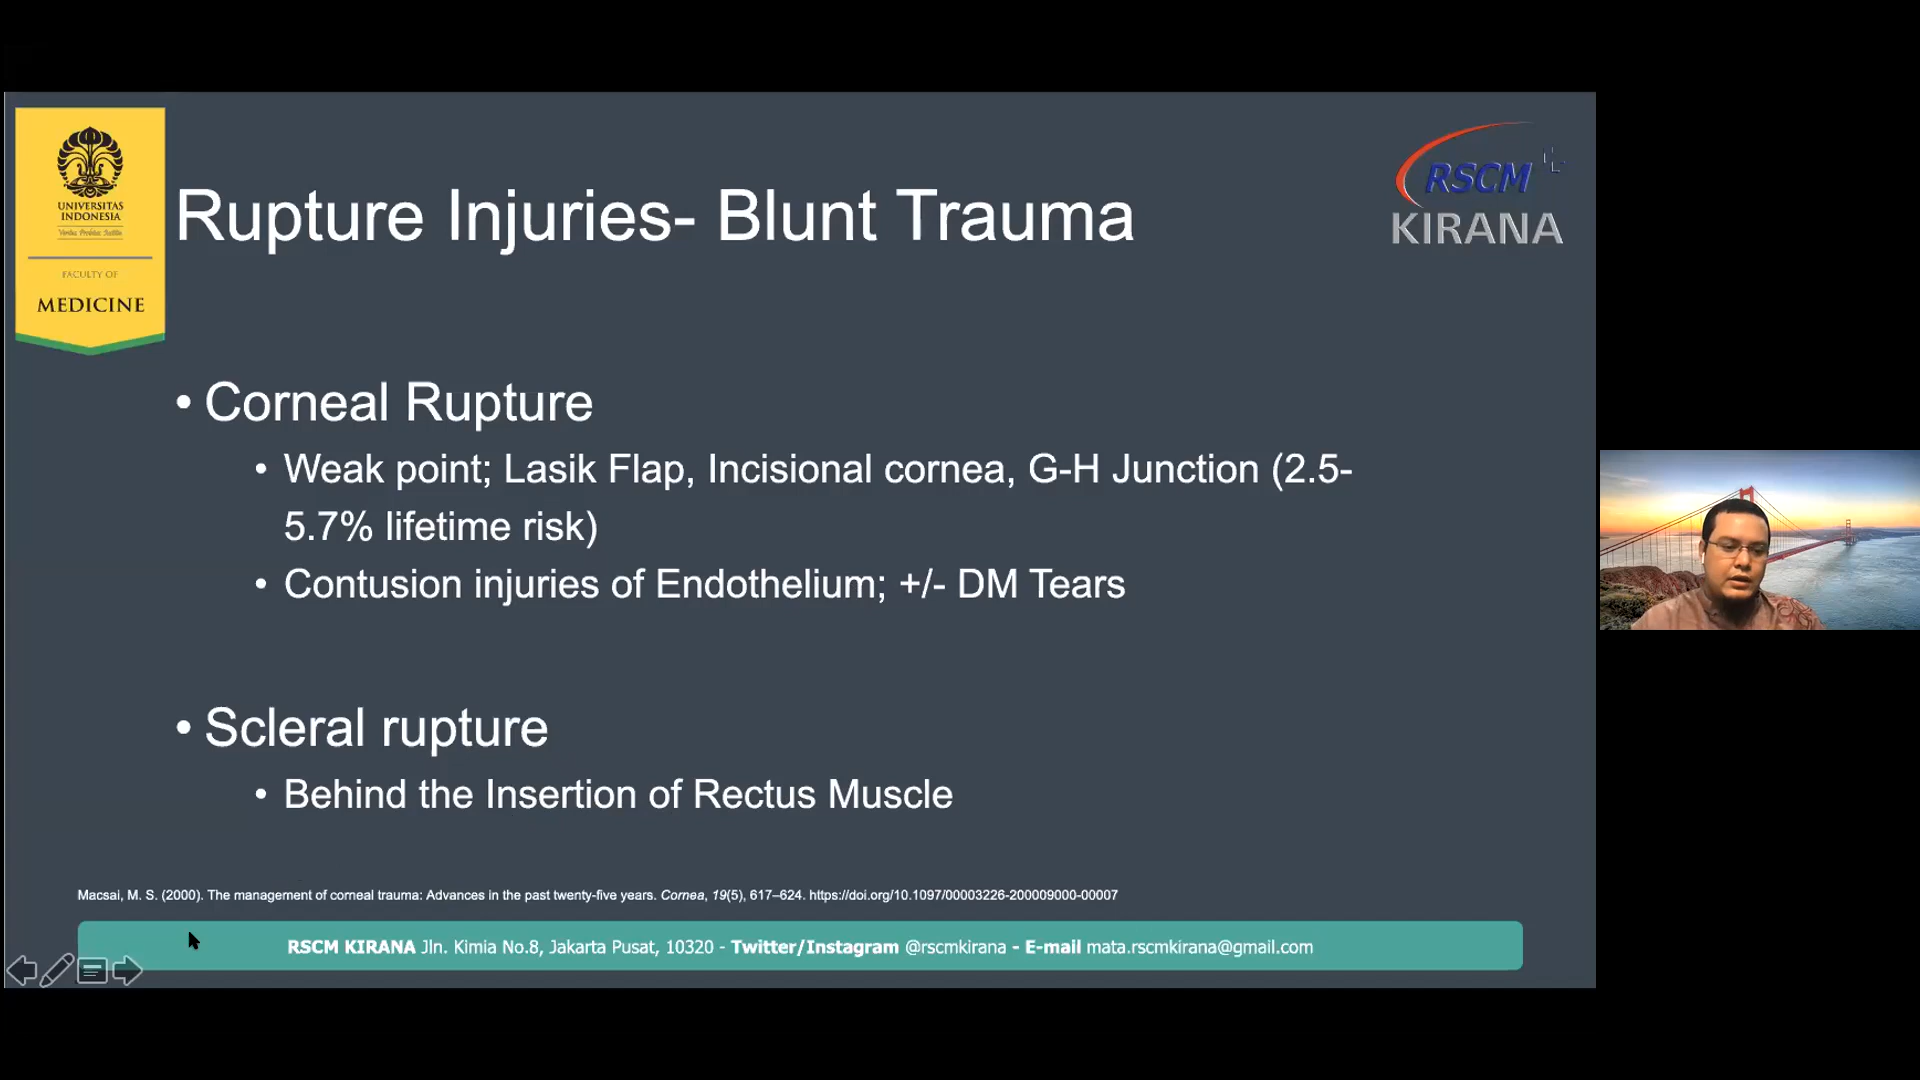 UNIVERSITAS
INDONESIA
Veritas Probitas Justitia
FACULTY OF
MEDICINE
Rupture Injuries- Blunt Trauma
RSCM
KIRANA
• Corneal Rupture
• Weak point; Lasik Flap, Incisional cornea, G-H Junction (2.5-
5.7% lifetime risk)
• Contusion injuries of Endothelium; +/- DM Tears
• Scleral rupture
• Behind the Insertion of Rectus Muscle
Macsai, M. S. (2000). The management of corneal trauma: Advances in the past twenty-five years. Cornea, 19(5), 617–624. https://doi.org/10.1097/00003226-200009000-00007
RSCM KIRANA Jln. Kimia No.8, Jakarta Pusat, 10320 - Twitter/Instagram @rscmkirana - E-mail mata.rscmkirana@gmail.com